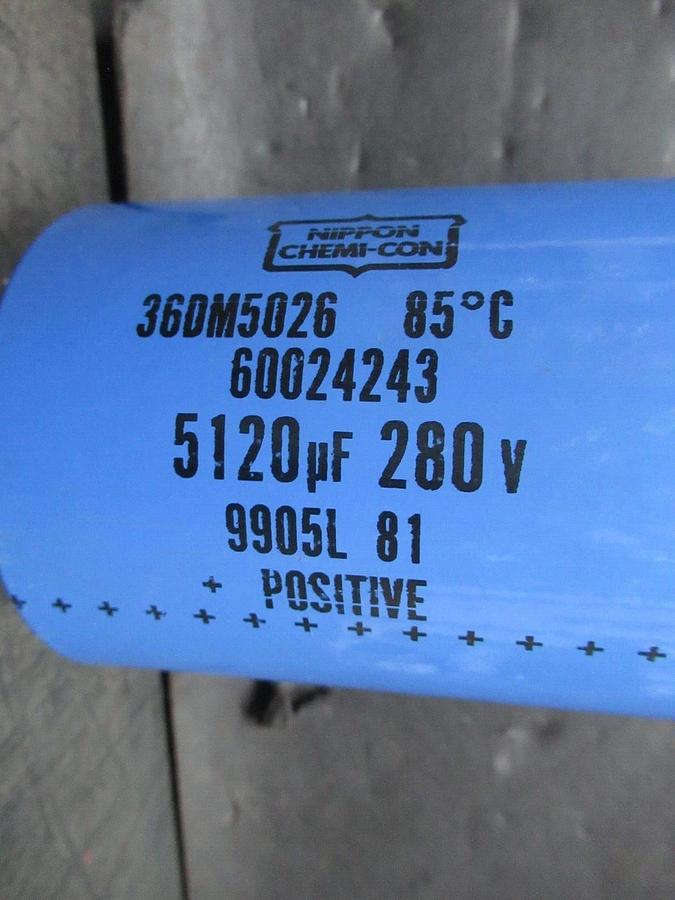 NIPPON
CHEMI-CON
36DM5026 85°C
60024243
5120µF 280V
9905L 81
+ POSITIVE
+ + + + + + + + + + + + +